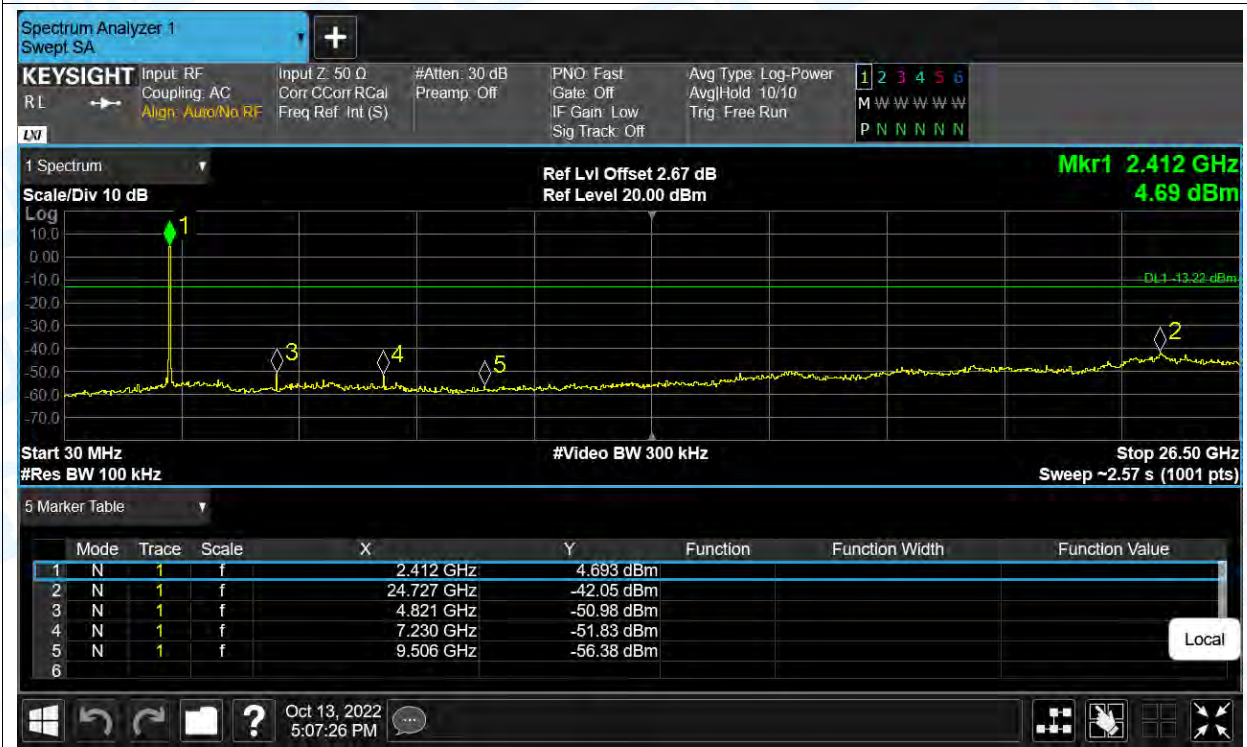 Spectrum Analyzer 1
Swept SA
+
KEYSIGHT Input: RF Input Z: 50 Ω #Atten: 30 dB PNO: Fast Avg Type: Log-Power 1 2 3 4 5 6
RL Coupling: AC Corr CCorr RCal Preamp: Off Gate: Off Avg|Hold: 10/10 M W W W W W
Align: Auto/No RF Freq Ref: Int (S) IF Gain: Low Trig: Free Run
LXI Sig Track: Off P N N N N N
1 Spectrum Ref Lvl Offset 2.67 dB Mkr1 2.412 GHz
Scale/Div 10 dB Ref Level 20.00 dBm 4.69 dBm
Log
10.0 1
0.00
-10.0 DL1 -13.22 dBm
-20.0
-30.0 2
-40.0 3 4
-50.0 5
-60.0
-70.0
Start 30 MHz #Video BW 300 kHz Stop 26.50 GHz
#Res BW 100 kHz Sweep ~2.57 s (1001 pts)
5 Marker Table
Mode Trace Scale X Y Function Function Width Function Value
1 N 1 f 2.412 GHz 4.693 dBm
2 N 1 f 24.727 GHz -42.05 dBm
3 N 1 f 4.821 GHz -50.98 dBm
4 N 1 f 7.230 GHz -51.83 dBm
5 N 1 f 9.506 GHz -56.38 dBm
6
Local
? Oct 13, 2022
5:07:26 PM